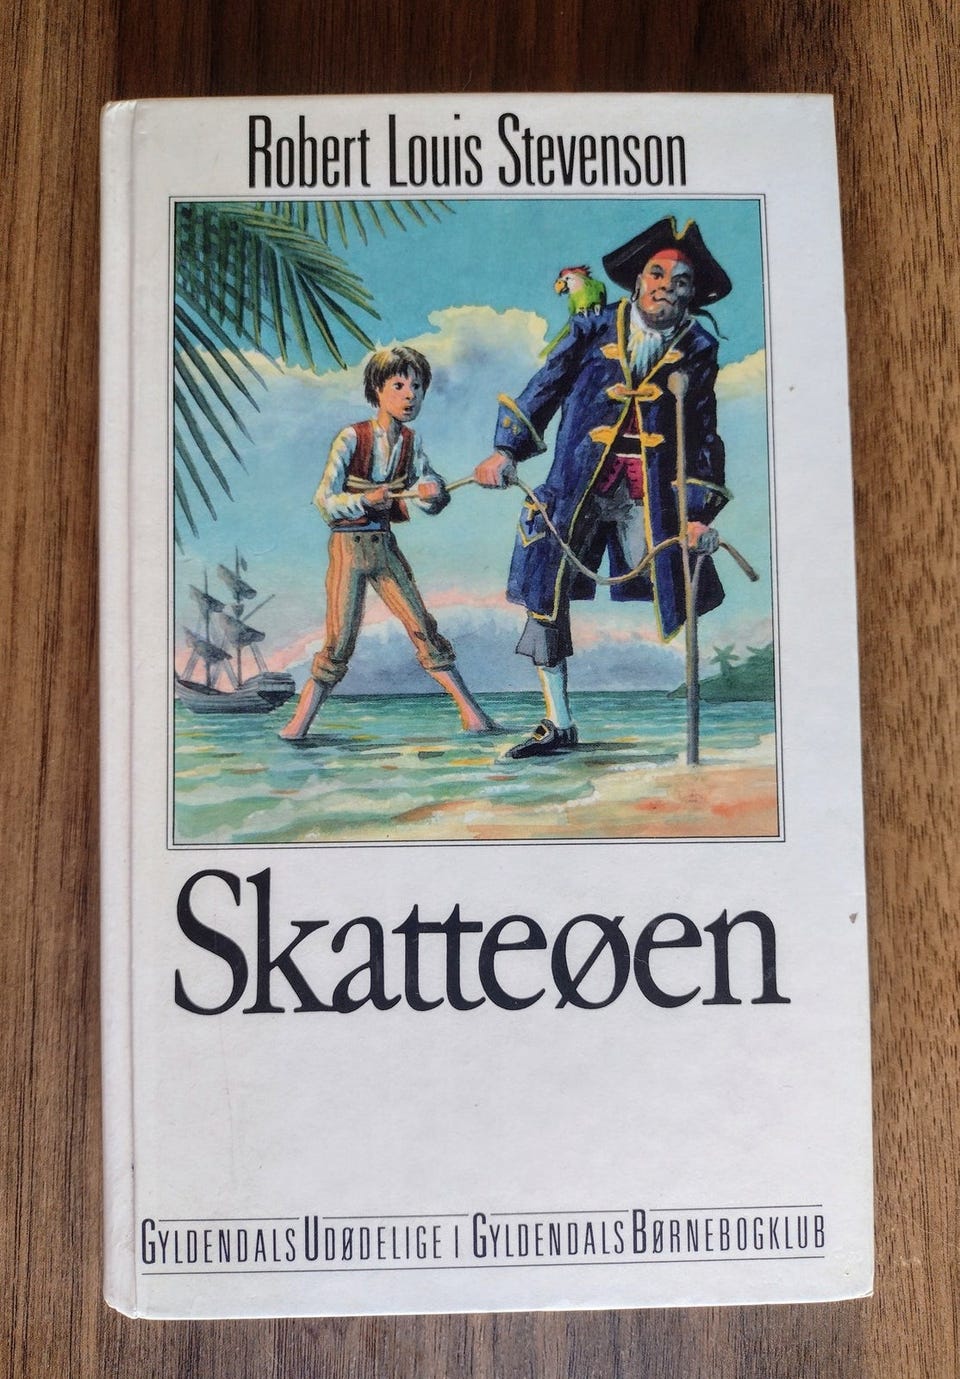 Robert Louis Stevenson
Skatteøen
GYLDENDALS UDØDELIGE I GYLDENDALS BØRNEBOGKLUB